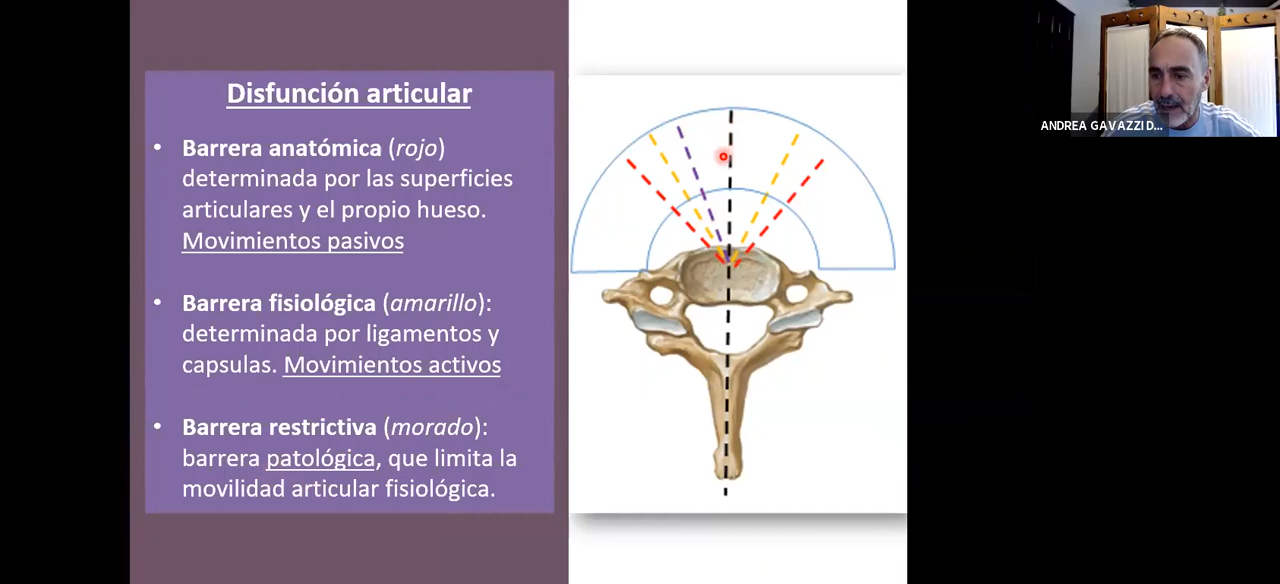 Disfunción articular
• Barrera anatómica (rojo)
determinada por las superficies
articulares y el propio hueso.
Movimientos pasivos
• Barrera fisiológica (amarillo):
determinada por ligamentos y
capsulas. Movimientos activos
• Barrera restrictiva (morado):
barrera patológica, que limita la
movilidad articular fisiológica.
ANDREA GAVAZZI D...